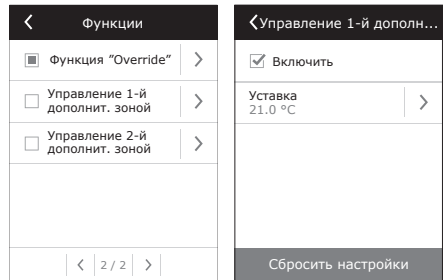 Функции
Функция "Override"
Управление 1-й
дополнит. зоной
Управление 2-й
дополнит. зоной
2 / 2
Управление 1-й дополн...
Включить
Уставка
21.0 °C
Сбросить настройки